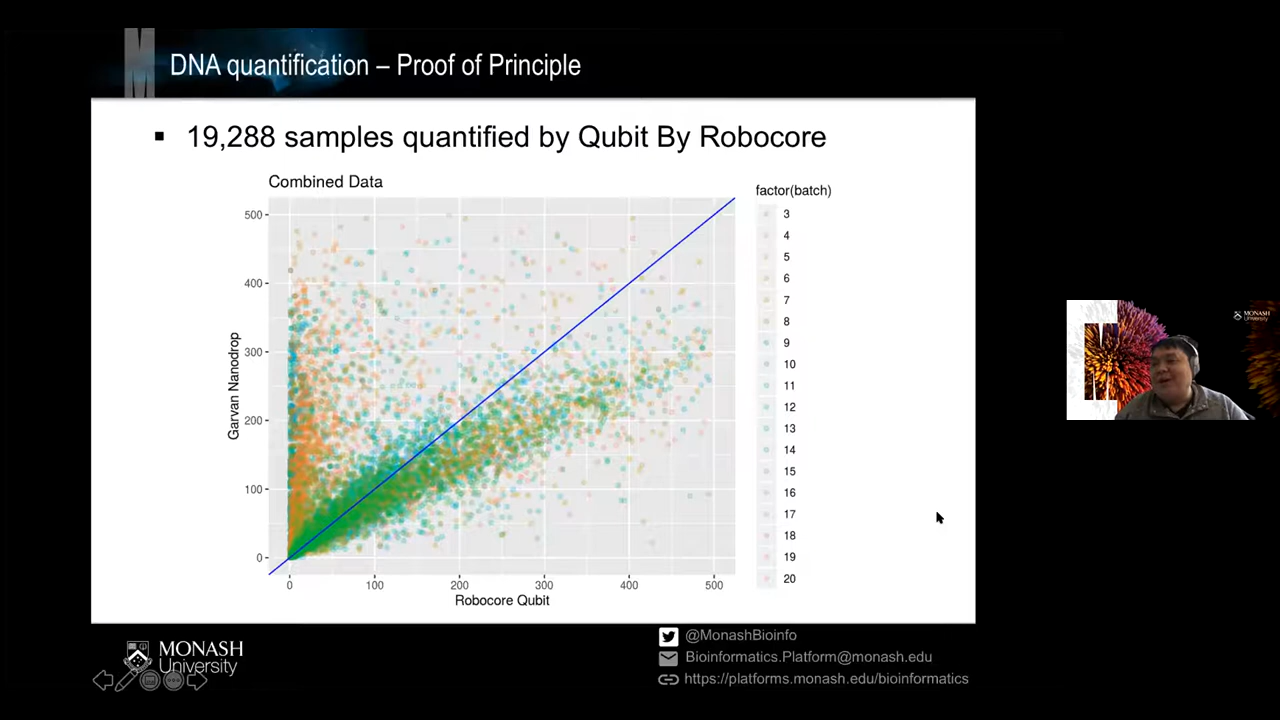 DNA quantification – Proof of Principle
▪ 19,288 samples quantified by Qubit By Robocore
Combined Data
factor(batch)
3
4
5
6
7
8
9
10
11
12
13
14
15
16
17
18
19
20
500
400
300
200
100
0
Garvan Nanodrop
0 100 200 300 400 500
Robocore Qubit
MONASH
University
MONASH
University
@MonashBioinfo
Bioinformatics.Platform@monash.edu
https://platforms.monash.edu/bioinformatics